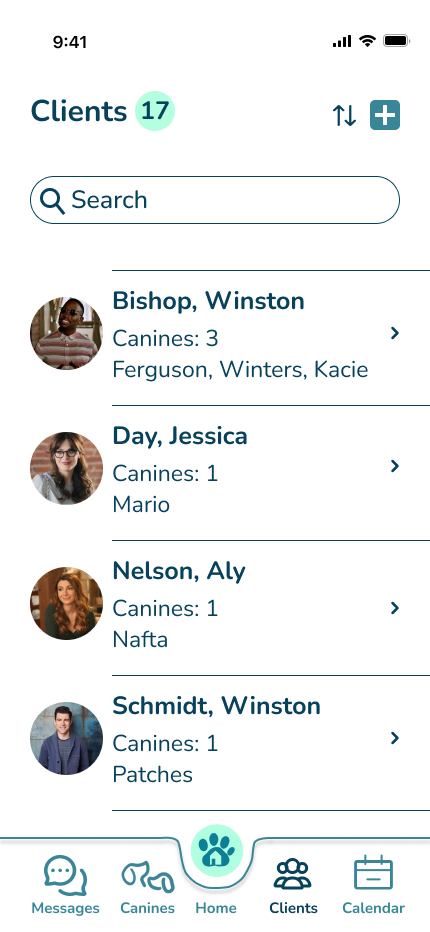 9:41
Clients 17
Search
Bishop, Winston
Canines: 3
Ferguson, Winters, Kacie
Day, Jessica
Canines: 1
Mario
Nelson, Aly
Canines: 1
Nafta
Schmidt, Winston
Canines: 1
Patches
Messages Canines Home Clients Calendar